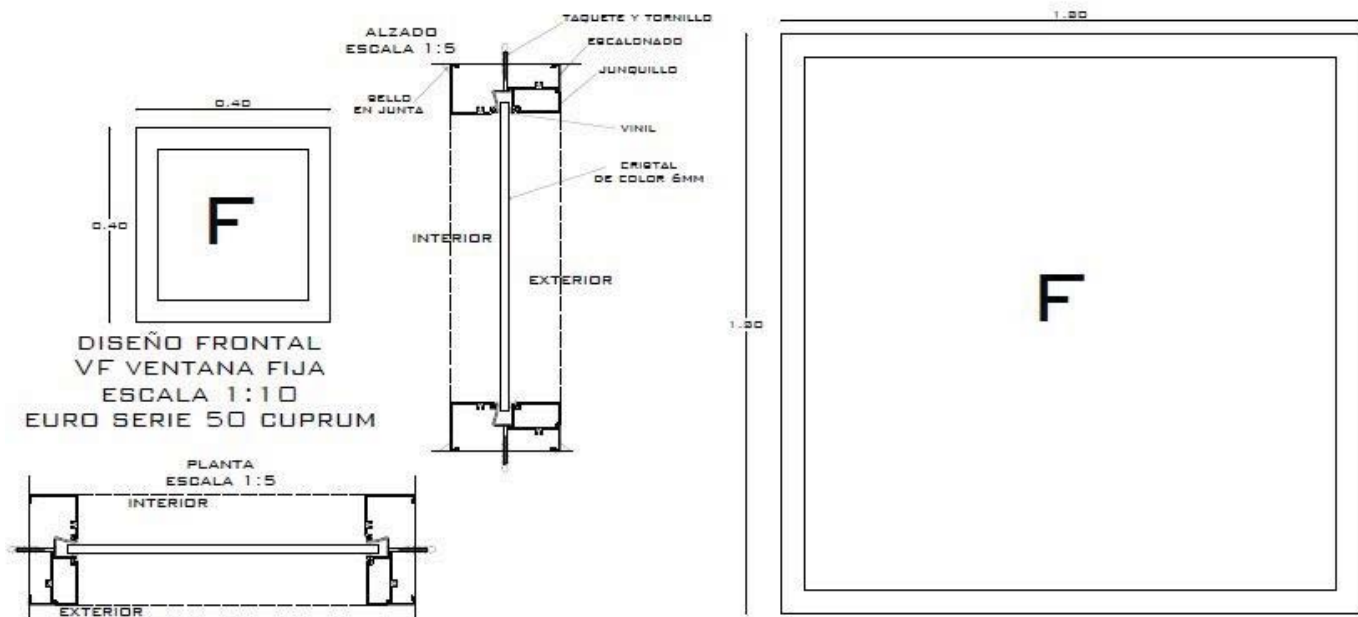 0.40
0.40
F
DISEÑO FRONTAL
VF VENTANA FIJA
ESCALA 1:10
EURO SERIE 50 CUPRUM
ALZADO
ESCALA 1:5
TAQUETE Y TORNILLO
ESCALONADO
JUNQUILLO
SELLO
EN JUNTA
VINIL
CRISTAL
DE COLOR 6MM
INTERIOR
EXTERIOR
PLANTA
ESCALA 1:5
INTERIOR
EXTERIOR
1.20
1.20
F